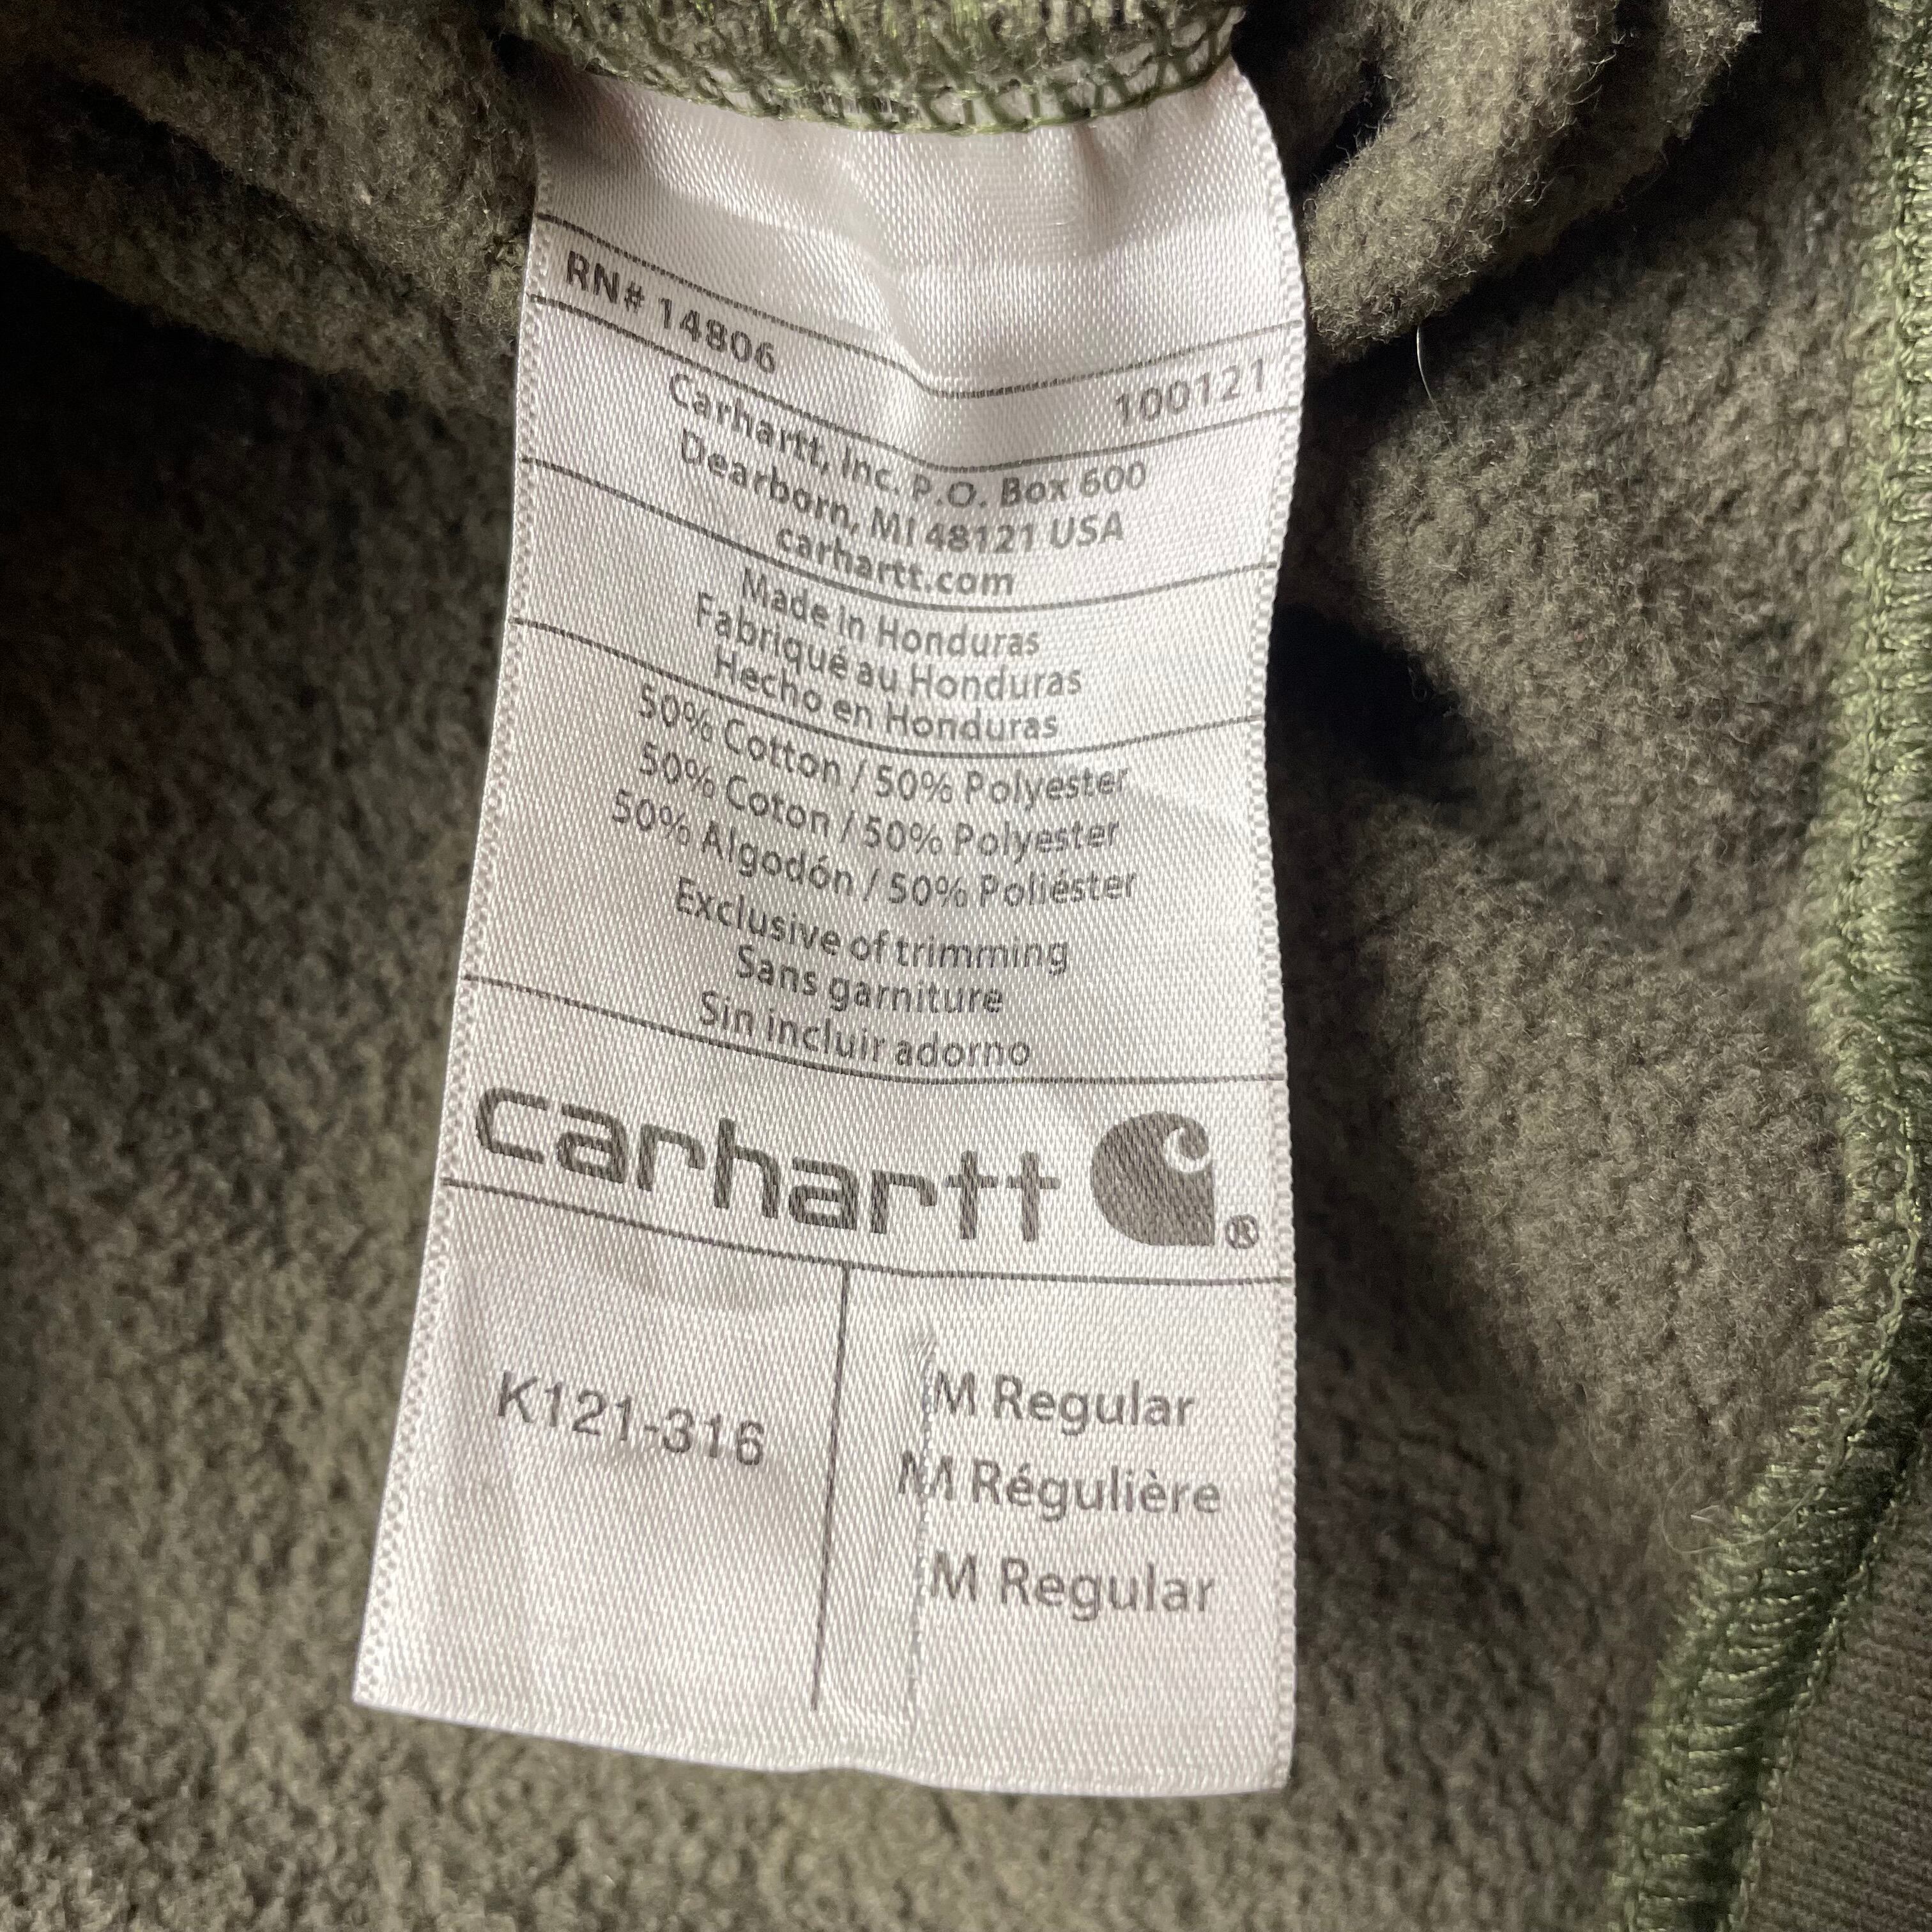 RN# 14806 100121
Carhartt, Inc. P.O. Box 600
Dearborn, MI 48121 USA
carhartt.com
Made in Honduras
Fabriqué au Honduras
Hecho en Honduras
50% Cotton / 50% Polyester
50% Coton / 50% Polyester
50% Algodón / 50% Poliéster
Exclusive of trimming
Sans garniture
Sin incluir adorno
carhartt ®
K121-316
M Regular
M Régulière
M Regular